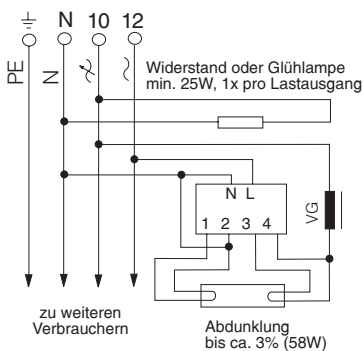 N 10 12
PE
N
Widerstand oder Glühlampe
min. 25W, 1x pro Lastausgang
N L
1 2 3 4
VG
zu weiteren
Verbrauchern
Abdunklung
bis ca. 3% (58W)